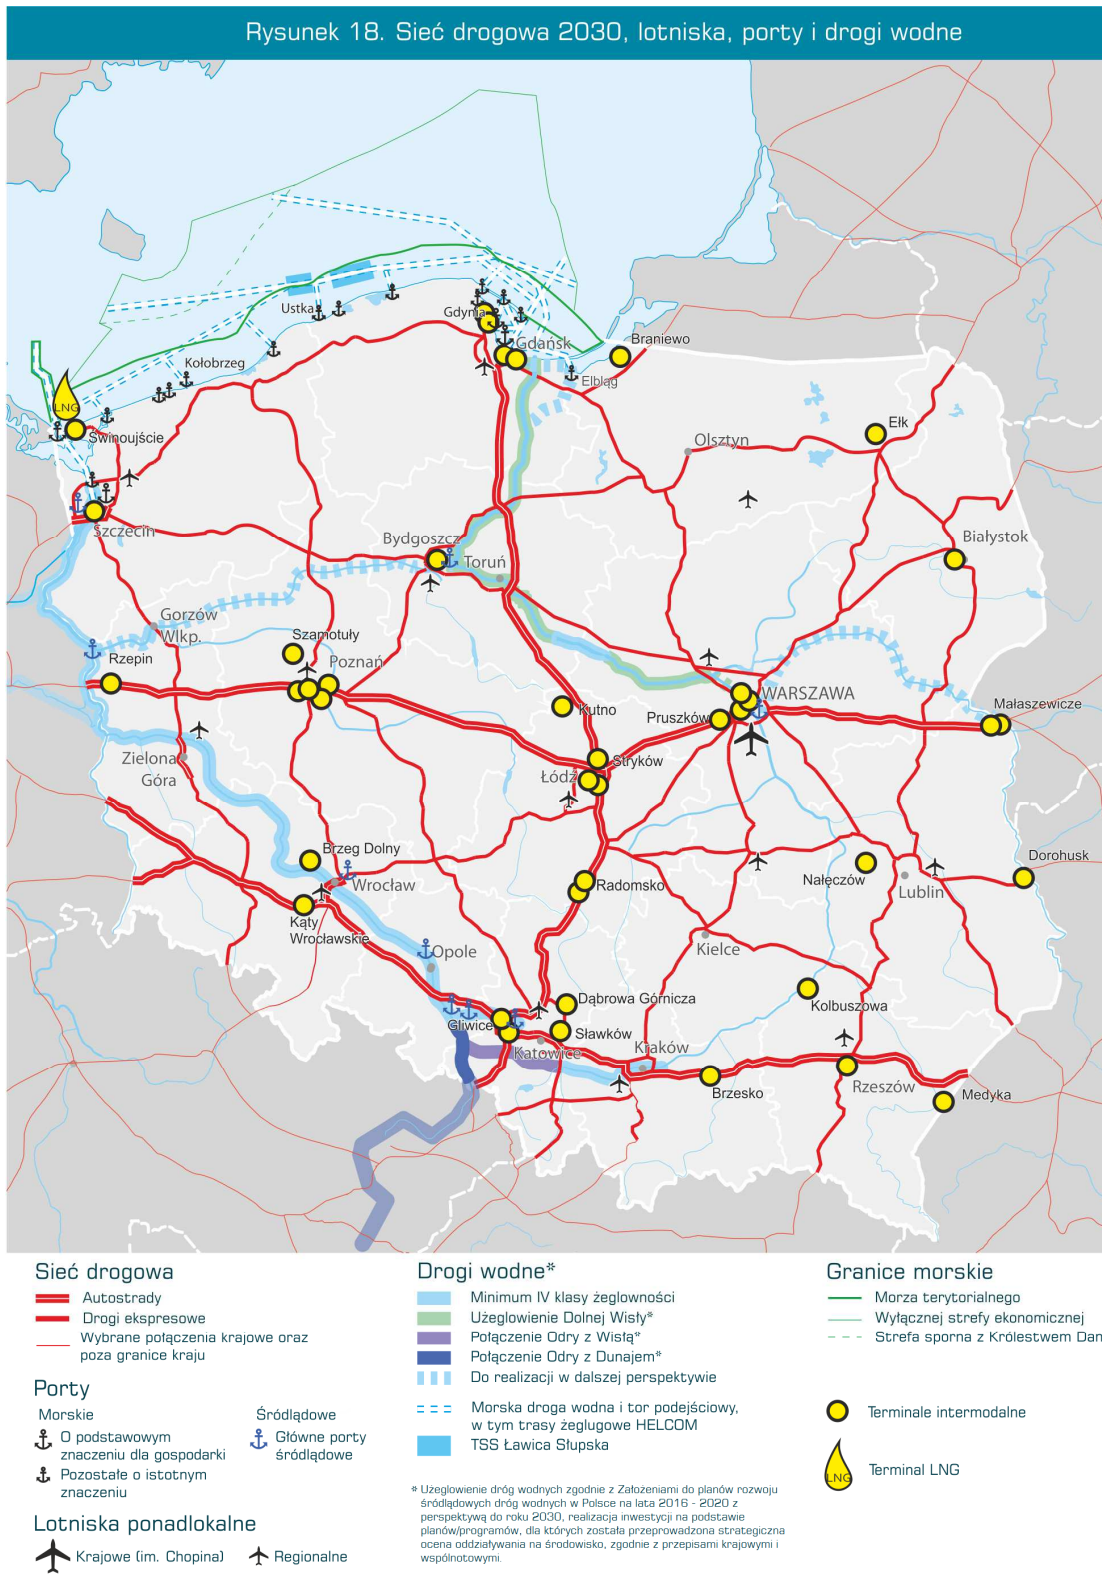 Rysunek 18. Sieć drogowa 2030, lotniska, porty i drogi wodne
Ustka
Gdynia
Gdańsk
Braniewo
Kołobrzeg
Elbląg
LNG
Świnoujście
Ełk
Olsztyn
Szczecin
Bydgoszcz
Toruń
Białystok
Gorzów
Wlkp.
Szamotuły
Rzepin
Poznań
WARSZAWA
Kutno
Pruszków
Małaszewicze
Zielona
Góra
Stryków
Łódź
Brzeg Dolny
Wrocław
Radomsko
Nałęczów
Lublin
Dorohusk
Kąty
Wrocławskie
Opole
Kielce
Dąbrowa Górnicza
Kolbuszowa
Gliwice
Sławków
Katowice
Kraków
Brzesko
Rzeszów
Medyka
Sieć drogowa
Autostrady
Drogi ekspresowe
Wybrane połączenia krajowe oraz
poza granice kraju
Porty
Morskie
O podstawowym
znaczeniu dla gospodarki
Pozostałe o istotnym
znaczeniu
Śródlądowe
Główne porty
śródlądowe
Lotniska ponadlokalne
Krajowe (im. Chopina)
Regionalne
Drogi wodne*
Minimum IV klasy żeglowności
Użeglowienie Dolnej Wisły*
Połączenie Odry z Wisłą*
Połączenie Odry z Dunajem*
Do realizacji w dalszej perspektywie
Morska droga wodna i tor podejściowy,
w tym trasy żeglugowe HELCOM
TSS Ławica Słupska
* Użeglowienie dróg wodnych zgodnie z Założeniami do planów rozwoju
śródlądowych dróg wodnych w Polsce na lata 2016 - 2020 z
perspektywą do roku 2030, realizacja inwestycji na podstawie
planów/programów, dla których została przeprowadzona strategiczna
ocena oddziaływania na środowisko, zgodnie z przepisami krajowymi i
wspólnotowymi.
Granice morskie
Morza terytorialnego
Wyłącznej strefy ekonomicznej
Strefa sporna z Królestwem Dan
Terminale intermodalne
LNG
Terminal LNG